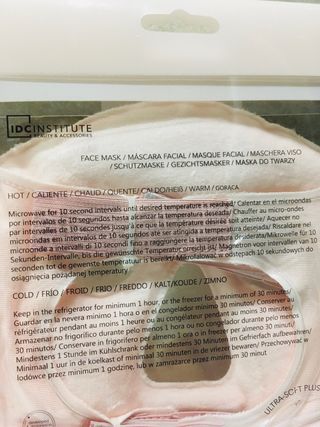 IDC INSTITUTE
BEAUTY & ACCESSORIES
FACE MASK / MÁSCARA FACIAL / MASQUE FACIAL / MASCHERA VISO
/ SCHUTZMASKE / GEZICHTSMASKER / MASKA DO TWARZY
HOT / CALIENTE / CHAUD / QUENTE/ CALDO/HEIß / WARM / GORĄCA
Microwave for 10 second intervals until desired temperature is reached/ Calentar en el microondas
por intervalos de 10 segundos hasta alcanzar la temperatura deseada/ Chauffer au micro-ondes
par intervalles de 10 secondes jusqu'à ce que la température désirée soit atteinte/ Aquecer no
microondas em intervalos de 10 segundos até ser atingida a temperatura desejada/ Riscaldare nel
microonde a intervalli di 10 secondi fino a raggiungere la temperatura desiderata/Mikrowelle für 10
Sekunden-Intervalle, bis die gewünschte Temperatur erreicht ist/ Magnetron voor intervallen van 10
seconden tot de gewenste temperatuur is bereikt/ Mikrofalować w odstępach 10 sekundowych do
osiągnięcia pożądanej temperatury.
COLD / FRÍO / FROID / FRIO / FREDDO / KALT/KOUDE / ZIMNO
Keep in the refrigerator for minimum 1 hour, or the freezer for a minimum of 30 minutes/
Guardar en la nevera minimo 1 hora o en el congelador minimo 30 minutos/ Conserver au
réfrigérateur pendant au moins 1 heure ou au congélateur pendant au moins 30 minutes/
Armazenar no frigorífico durante pelo menos 1 hora ou no congelador durante pelo menos
30 minutos/ Conservare in frigorifero per almeno 1 ora o in freezer per almeno 30 minuti/
Mindestens 1 Stunde im Kühlschrank oder mindestens 30 Minuten im Gefrierfach aufbewahren/
Minimaal 1 uur in de koelkast of minimaal 30 minuten in de vriezer bewaren/ Przechowywać w
lodówce przez minimum 1 godzinę, lub w zamrażarce przez minimum 30 minut.
ULTRA-SOFT PLUSH